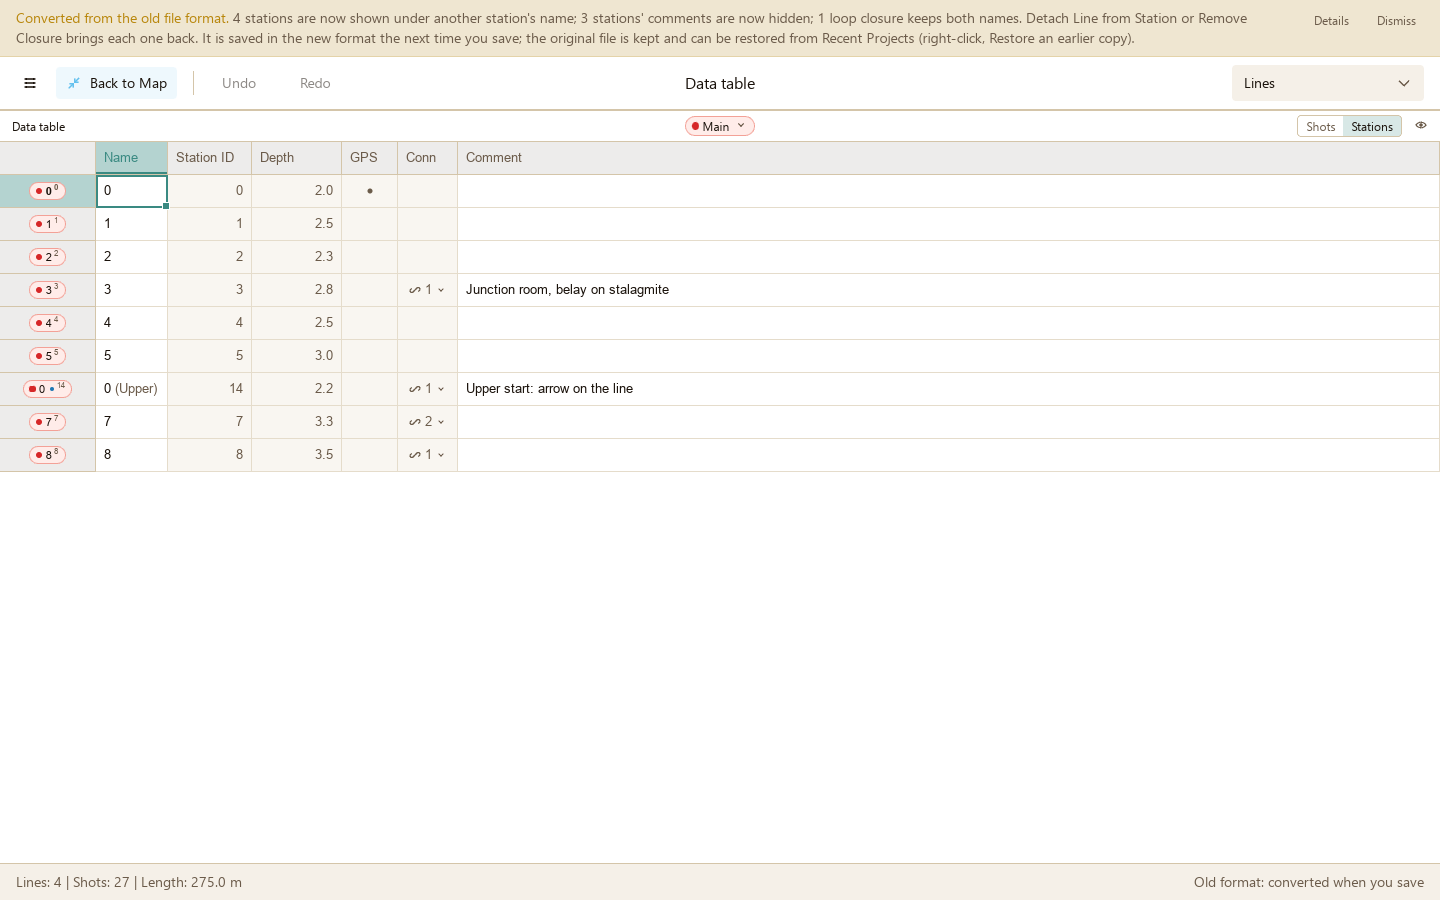 Converted from the old file format. 4 stations are now shown under another station's name; 3 stations' comments are now hidden; 1 loop closure keeps both names. Detach Line from Station or Remove
Closure brings each one back. It is saved in the new format the next time you save; the original file is kept and can be restored from Recent Projects (right-click, Restore an earlier copy).
Details Dismiss
Back to Map Undo Redo Data table Lines
Data table Main Shots Stations
Name Station ID Depth GPS Conn Comment
0 0 0 0 2.0
1 1 1 1 2.5
2 2 2 2 2.3
3 3 3 3 2.8 1 Junction room, belay on stalagmite
4 4 4 4 2.5
5 5 5 5 3.0
0 14 0 (Upper) 14 2.2 1 Upper start: arrow on the line
7 7 7 7 3.3 2
8 8 8 8 3.5 1
Lines: 4 | Shots: 27 | Length: 275.0 m
Old format: converted when you save